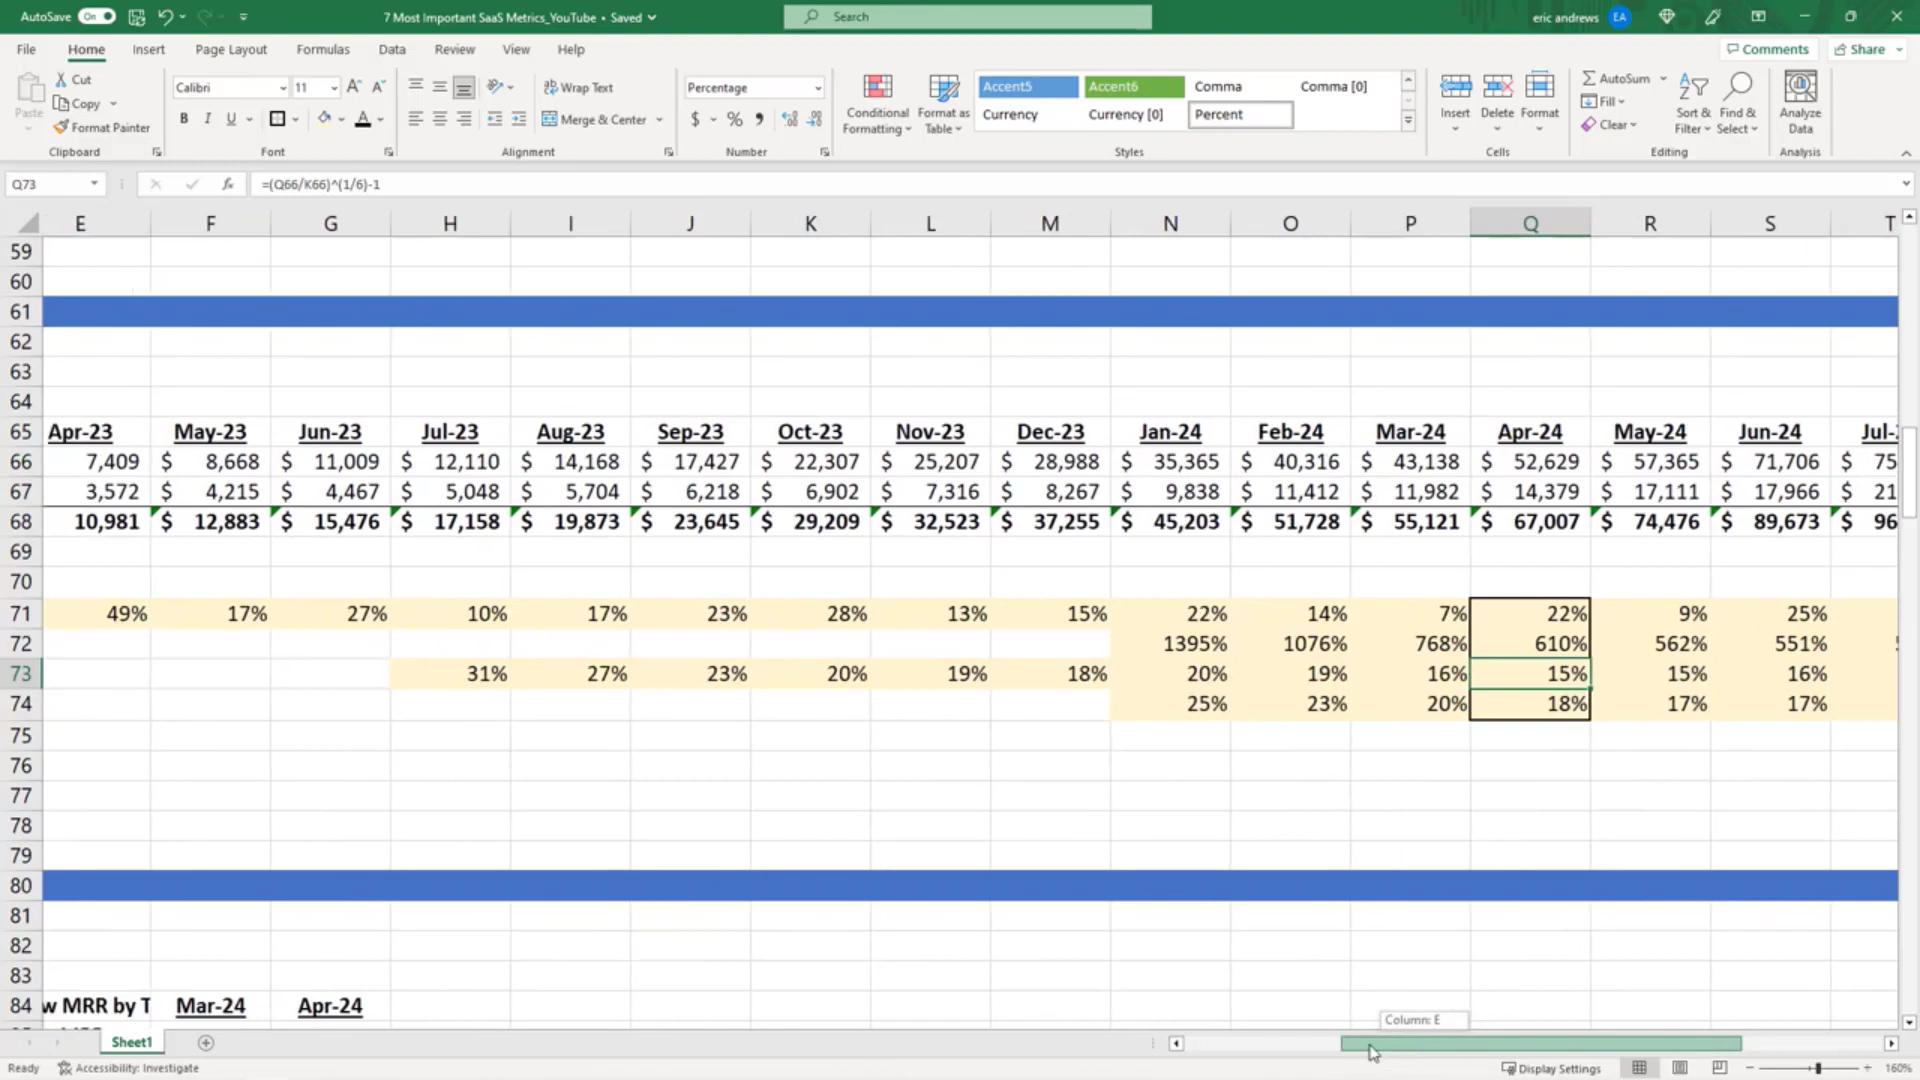 AutoSave On 7 Most Important SaaS Metrics_YouTube • Saved Search eric andrews EA
File Home Insert Page Layout Formulas Data Review View Help Comments Share
Paste Cut Copy Format Painter Clipboard
Calibri 11 B I U A Font
Wrap Text Merge & Center Alignment
Percentage $ % Number
Conditional Formatting Format as Table
Accent5 Accent6 Comma Comma [0]
Currency Currency [0] Percent
Styles
Insert Delete Format Cells
AutoSum Fill Clear Sort & Filter Find & Select Editing
Analyze Data Analysis
Q73 fx =(Q66/K66)^(1/6)-1
E F G H I J K L M N O P Q R S T
59
60
61
62
63
64
65 Apr-23 May-23 Jun-23 Jul-23 Aug-23 Sep-23 Oct-23 Nov-23 Dec-23 Jan-24 Feb-24 Mar-24 Apr-24 May-24 Jun-24 Jul-
66 7,409 $ 8,668 $ 11,009 $ 12,110 $ 14,168 $ 17,427 $ 22,307 $ 25,207 $ 28,988 $ 35,365 $ 40,316 $ 43,138 $ 52,629 $ 57,365 $ 71,706 $ 75
67 3,572 $ 4,215 $ 4,467 $ 5,048 $ 5,704 $ 6,218 $ 6,902 $ 7,316 $ 8,267 $ 9,838 $ 11,412 $ 11,982 $ 14,379 $ 17,111 $ 17,966 $ 21
68 10,981 $ 12,883 $ 15,476 $ 17,158 $ 19,873 $ 23,645 $ 29,209 $ 32,523 $ 37,255 $ 45,203 $ 51,728 $ 55,121 $ 67,007 $ 74,476 $ 89,673 $ 96
69
70
71 49% 17% 27% 10% 17% 23% 28% 13% 15% 22% 14% 7% 22% 9% 25%
72 1395% 1076% 768% 610% 562% 551%
73 31% 27% 23% 20% 19% 18% 20% 19% 16% 15% 15% 16%
74 25% 23% 20% 18% 17% 17%
75
76
77
78
79
80
81
82
83
84 w MRR by T Mar-24 Apr-24
Column: E
Sheet1
Ready Accessibility: Investigate Display Settings 160%